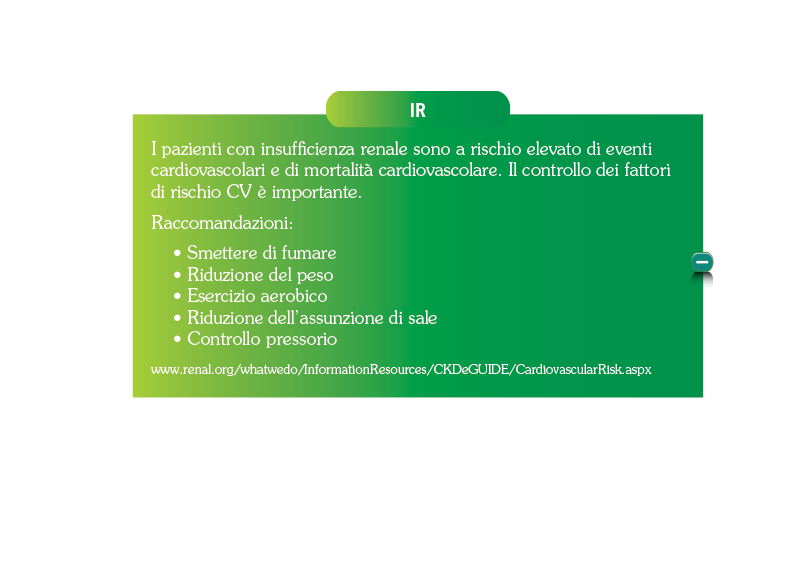 IR
I pazienti con insufficienza renale sono a rischio elevato di eventi
cardiovascolari e di mortalità cardiovascolare. Il controllo dei fattori
di rischio CV è importante.
Raccomandazioni:
• Smettere di fumare
• Riduzione del peso
• Esercizio aerobico
• Riduzione dell'assunzione di sale
• Controllo pressorio
www.renal.org/whatwedo/InformationResources/CKDeGUIDE/CardiovascularRisk.aspx